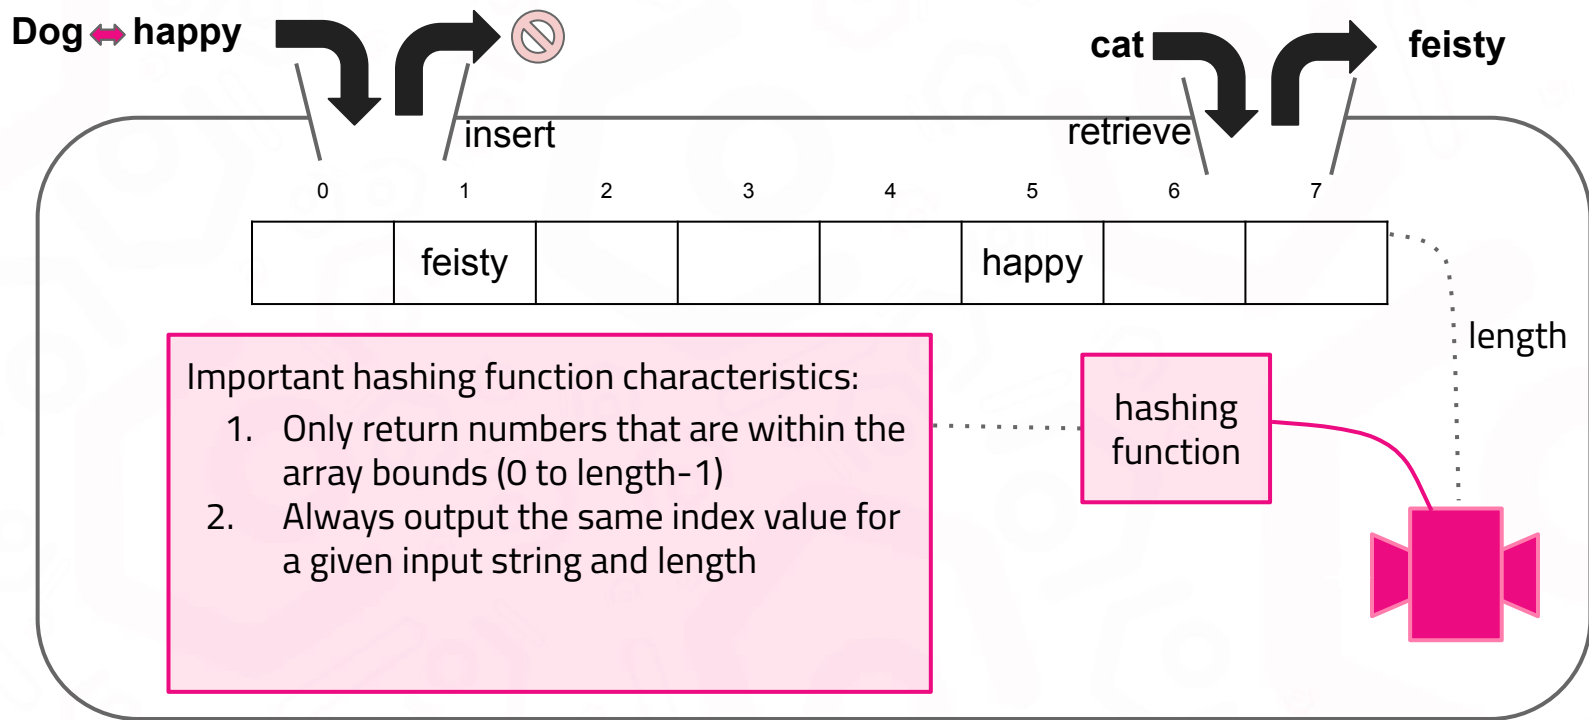 Dog happy
cat feisty
insert
retrieve
0 1 2 3 4 5 6 7
feisty happy
length
Important hashing function characteristics:
1. Only return numbers that are within the
array bounds (0 to length-1)
2. Always output the same index value for
a given input string and length
hashing
function